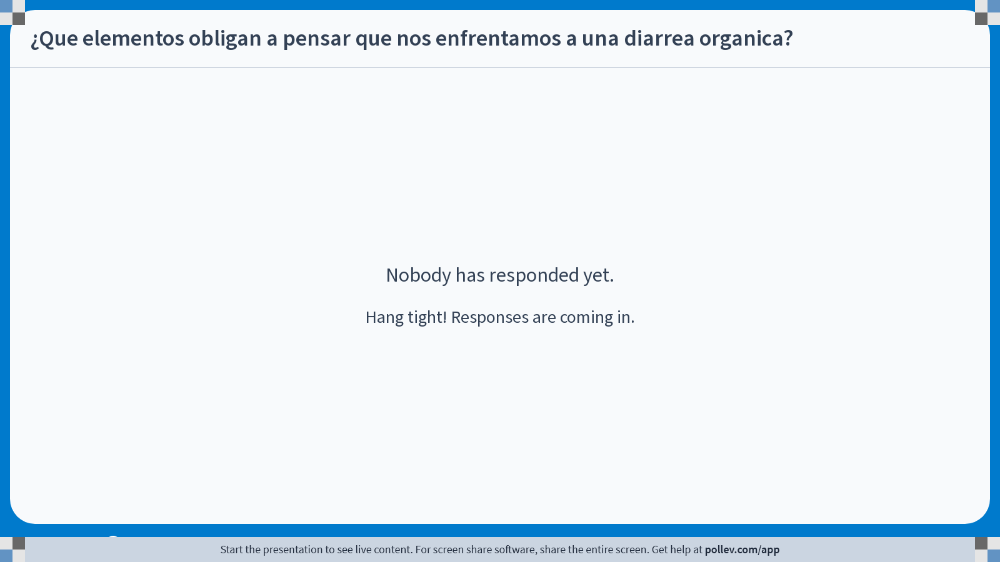 ¿Que elementos obligan a pensar que nos enfrentamos a una diarrea organica?
Nobody has responded yet.
Hang tight! Responses are coming in.
Start the presentation to see live content. For screen share software, share the entire screen. Get help at pollev.com/app